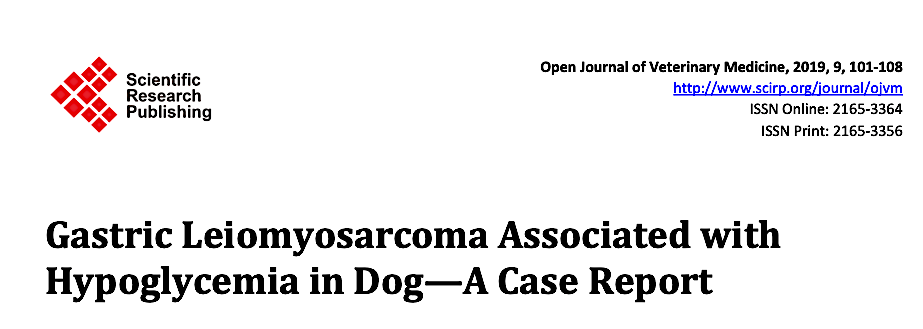 Scientific
Research
Publishing
Open Journal of Veterinary Medicine, 2019, 9, 101-108
http://www.scirp.org/journal/ojvm
ISSN Online: 2165-3364
ISSN Print: 2165-3356
Gastric Leiomyosarcoma Associated with
Hypoglycemia in Dog—A Case Report